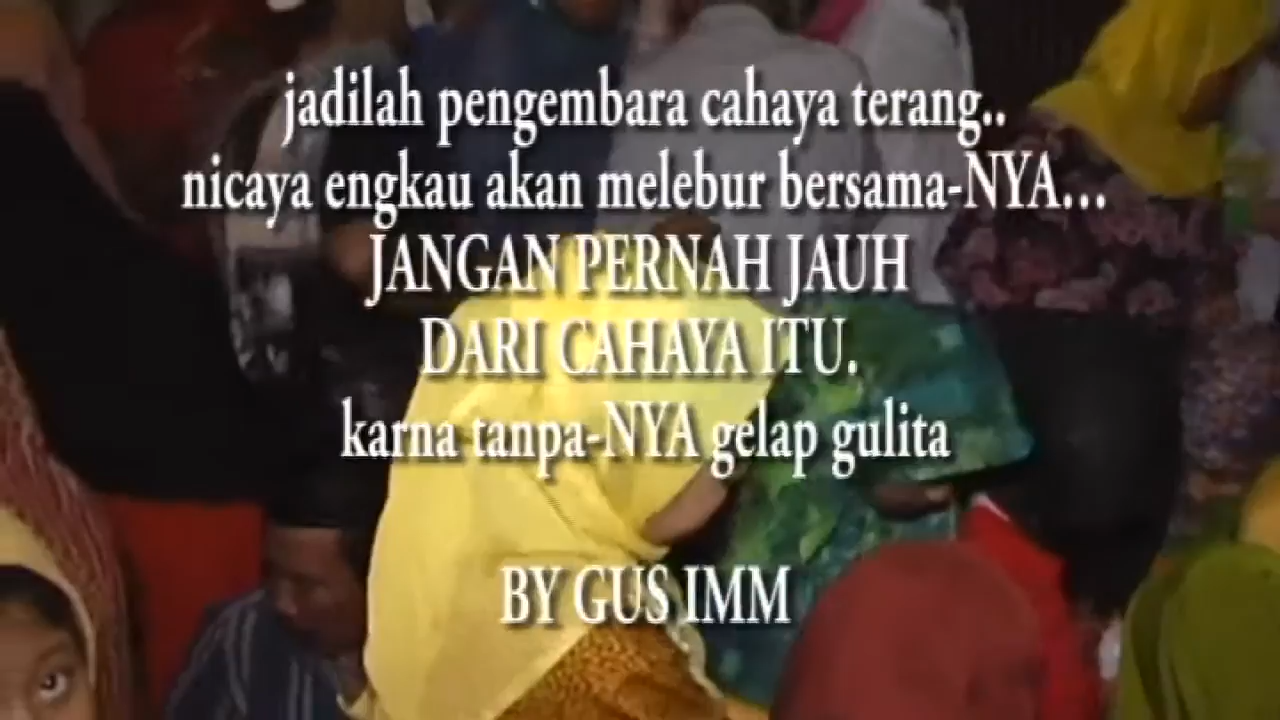 jadilah pengembara cahaya terang..
nicaya engkau akan melebur bersama-NYA...
JANGAN PERNAH JAUH
DARI CAHAYA ITU.
karna tanpa-NYA gelap gulita
BY GUS IMM